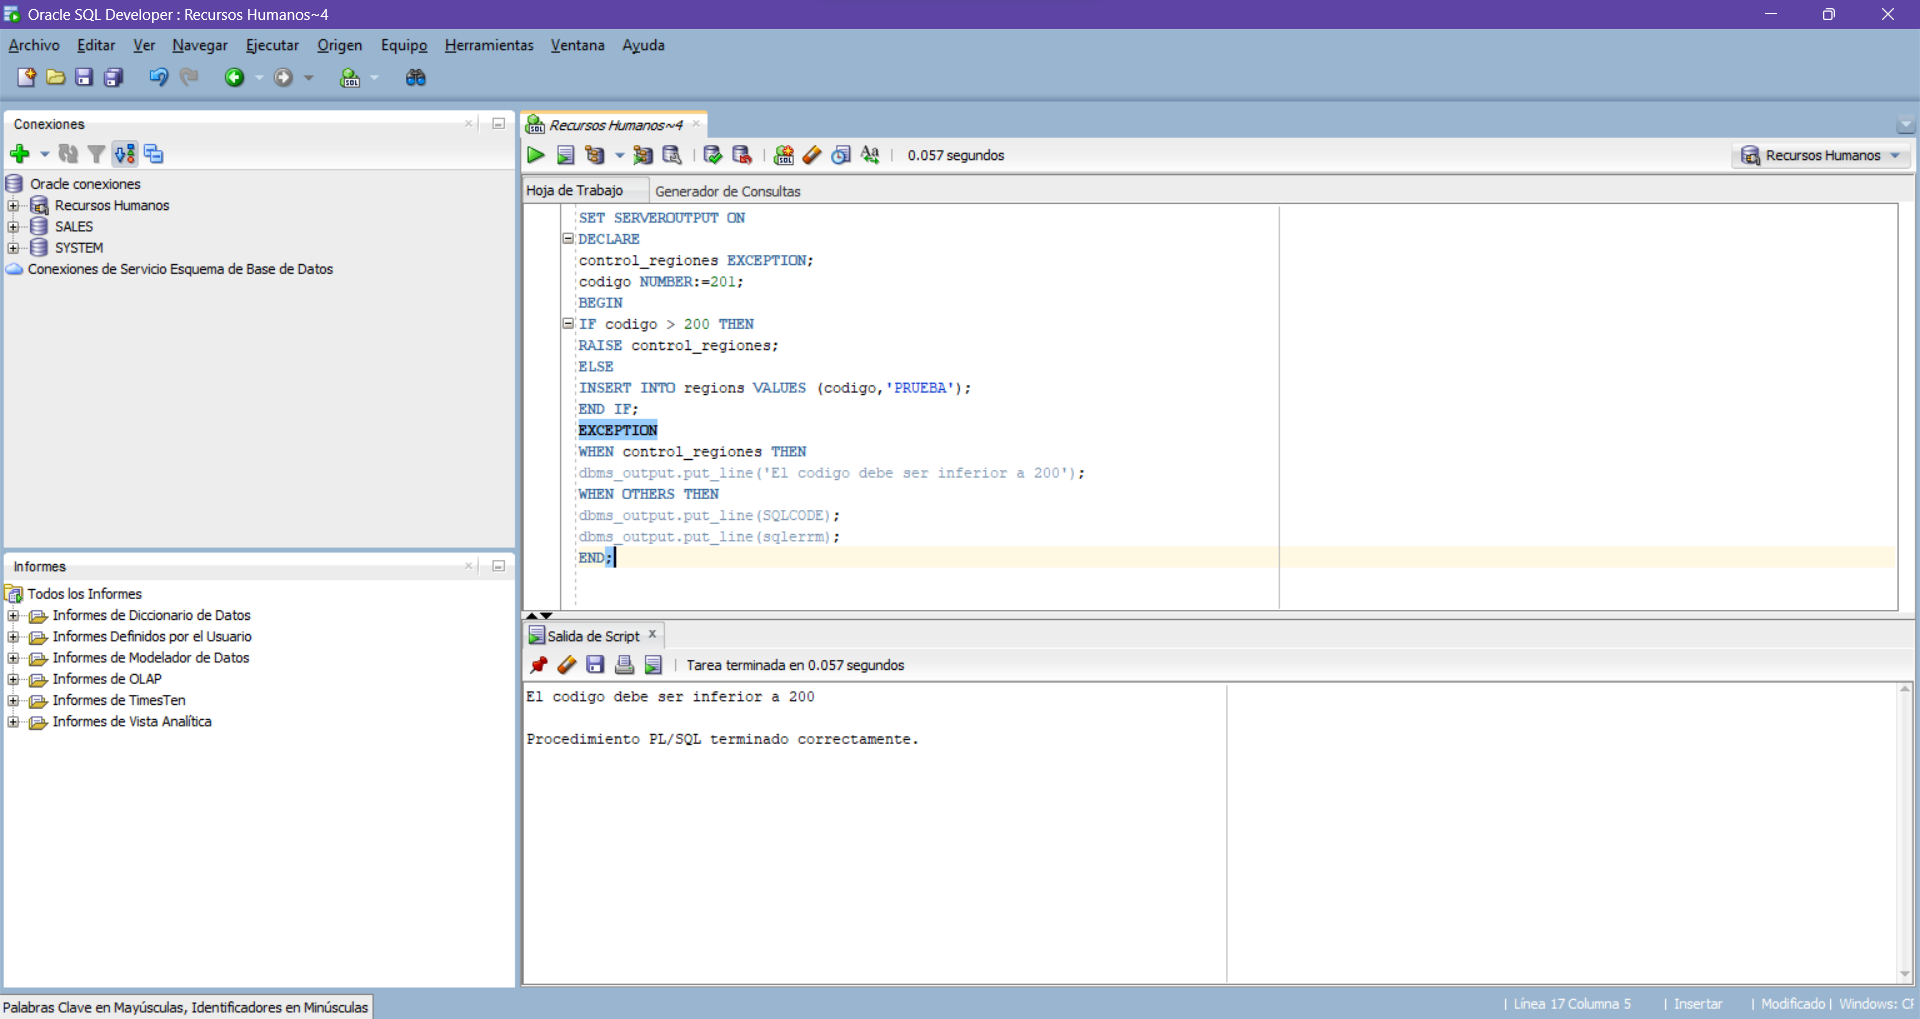 Oracle SQL Developer : Recursos Humanos~4
Archivo Editar Ver Navegar Ejecutar Origen Equipo Herramientas Ventana Ayuda
Conexiones
Oracle conexiones
Recursos Humanos
SALES
SYSTEM
Conexiones de Servicio Esquema de Base de Datos
Informes
Todos los Informes
Informes de Diccionario de Datos
Informes Definidos por el Usuario
Informes de Modelador de Datos
Informes de OLAP
Informes de TimesTen
Informes de Vista Analítica
Recursos Humanos~4
0.057 segundos
Recursos Humanos
Hoja de Trabajo Generador de Consultas
SET SERVEROUTPUT ON
DECLARE
control_regiones EXCEPTION;
codigo NUMBER:=201;
BEGIN
IF codigo > 200 THEN
RAISE control_regiones;
ELSE
INSERT INTO regions VALUES (codigo,'PRUEBA');
END IF;
EXCEPTION
WHEN control_regiones THEN
dbms_output.put_line('El codigo debe ser inferior a 200');
WHEN OTHERS THEN
dbms_output.put_line(SQLCODE);
dbms_output.put_line(sqlerrm);
END;
Salida de Script
Tarea terminada en 0.057 segundos
El codigo debe ser inferior a 200
Procedimiento PL/SQL terminado correctamente.
Palabras Clave en Mayúsculas, Identificadores en Minúsculas
| Línea 17 Columna 5 | Insertar | Modificado | Windows: CF